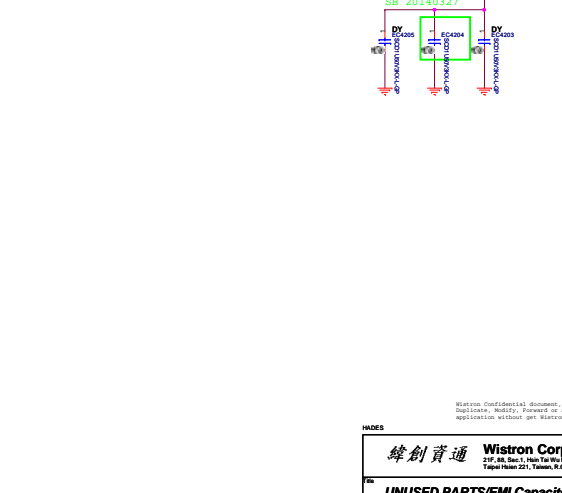 SB 20140327
DY
EC4205
SCD1U50V3KX-L-GP
EC4204
SCD1U50V3KX-L-GP
DY
EC4203
SCD1U50V3KX-L-GP
Wistron Confidential document,
Duplicate, Modify, Forward or
application without get Wistro
HADES
緯創資通
Wistron Corp
21F, 88, Sec.1, Hsin Tai Wu
Taipei Hsien 221, Taiwan, R.O
Title
UNUSED PARTS/EMI Capacit